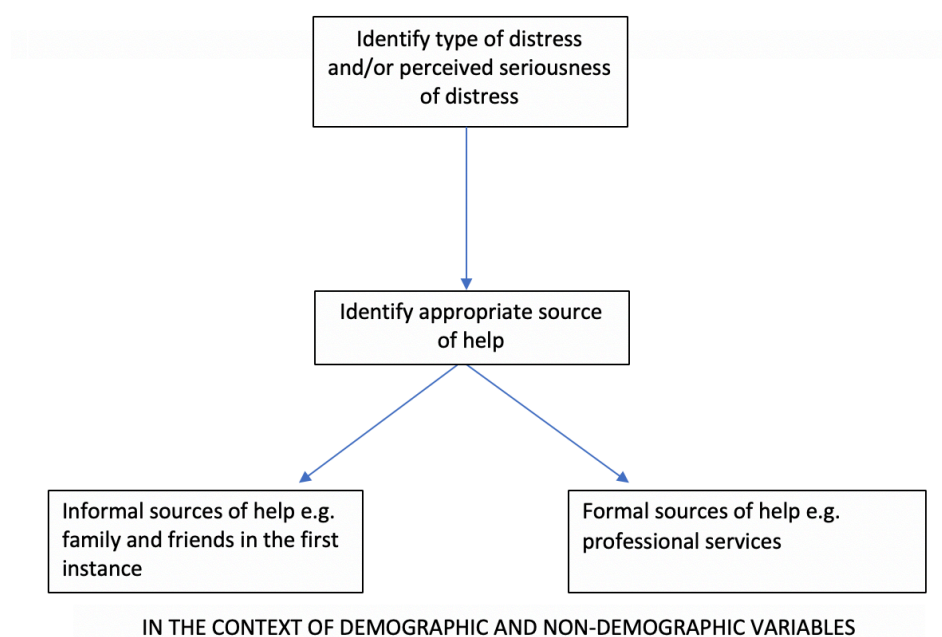 Identify type of distress
and/or perceived seriousness
of distress
Identify appropriate source
of help
Informal sources of help e.g.
family and friends in the first
instance
Formal sources of help e.g.
professional services
IN THE CONTEXT OF DEMOGRAPHIC AND NON-DEMOGRAPHIC VARIABLES